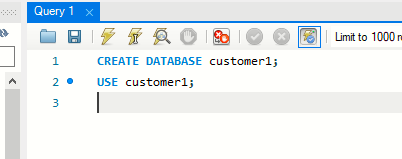 Query 1
Limit to 1000 r
1 CREATE DATABASE customer1;
2 USE customer1;
3